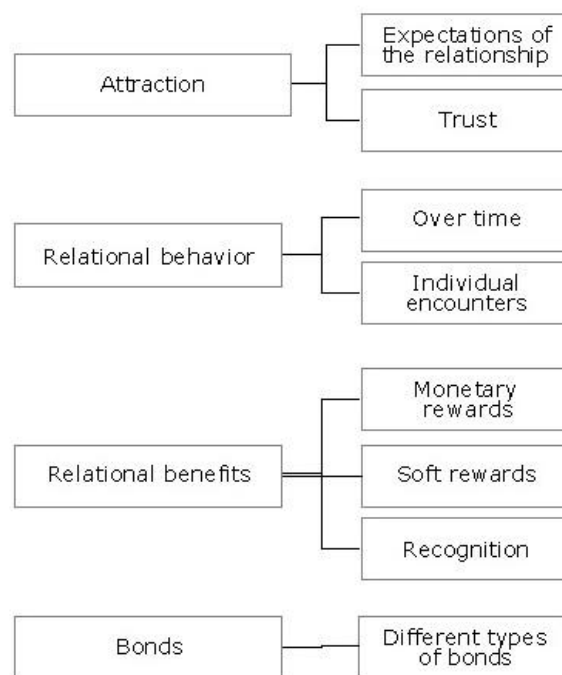 Expectations of
the relationship
Attraction
Trust
Over time
Relational behavior
Individual
encounters
Monetary
rewards
Relational benefits
Soft rewards
Recognition
Bonds
Different types
of bonds